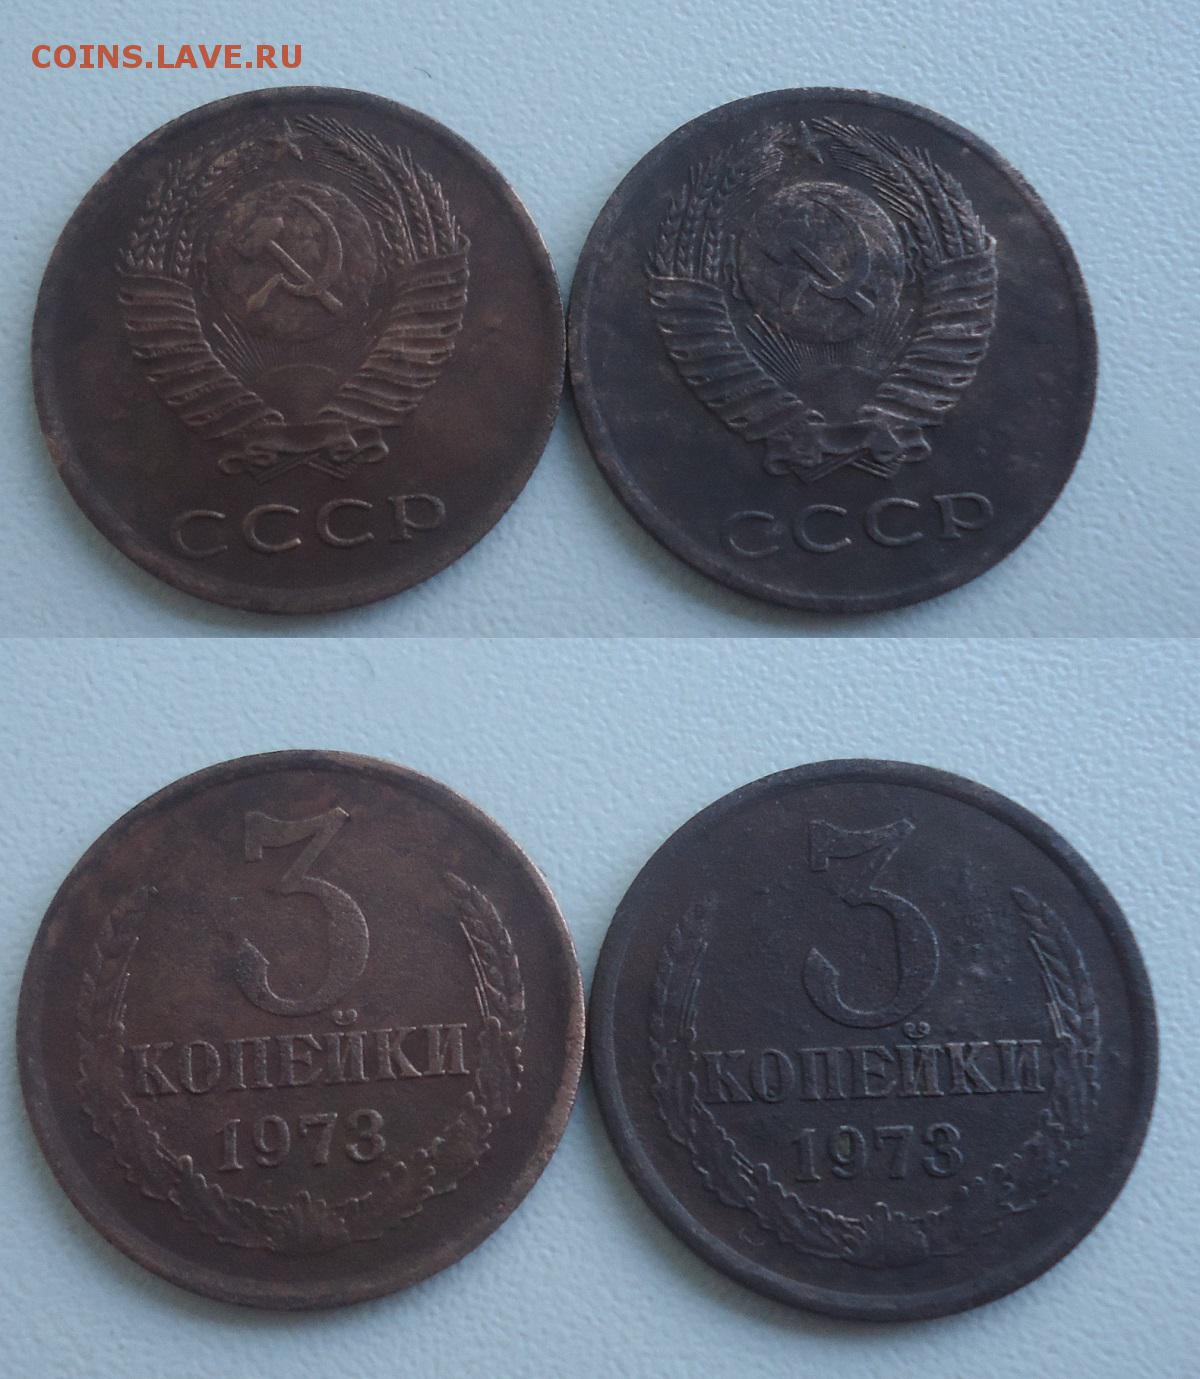 COINS.LAVE.RU
СССР СССР
3 3
КОПЕЙКИ КОПЕЙКИ
1973 1973